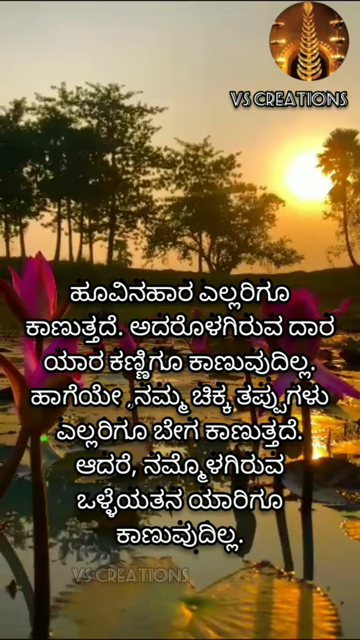 VS CREATIONS
ಹೂವಿನಹಾರ ಎಲ್ಲರಿಗೂ
ಕಾಣುತ್ತದೆ. ಅದರೊಳಗಿರುವ ದಾರ
ಯಾರ ಕಣ್ಣಿಗೂ ಕಾಣುವುದಿಲ್ಲ.
ಹಾಗೆಯೇ ,ನಮ್ಮ ಚಿಕ್ಕ ತಪ್ಪುಗಳು
ಎಲ್ಲರಿಗೂ ಬೇಗ ಕಾಣುತ್ತದೆ.
ಆದರೆ, ನಮ್ಮೊಳಗಿರುವ
ಒಳ್ಳೆಯತನ ಯಾರಿಗೂ
ಕಾಣುವುದಿಲ್ಲ.
VS CREATIONS